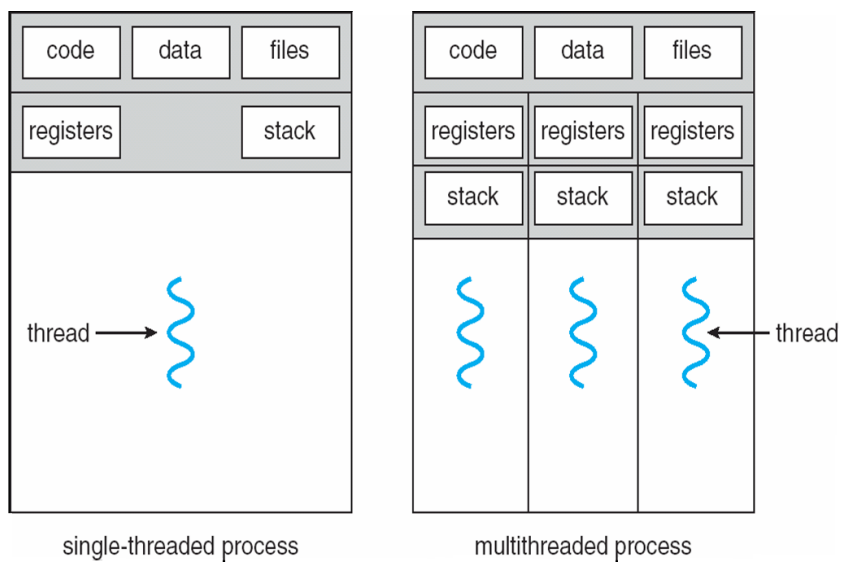 code data files
registers stack
thread
single-threaded process
code data files
registers registers registers
stack stack stack
thread
multithreaded process